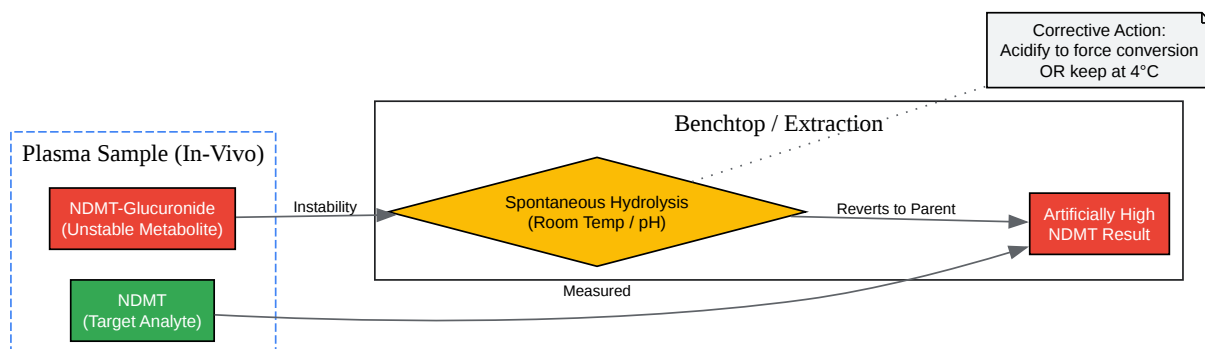 Corrective Action:
Acidify to force conversion
OR keep at 4°C
Benchtop / Extraction
Plasma Sample (In-Vivo)
NDMT-Glucuronide
(Unstable Metabolite)
Instability
Spontaneous Hydrolysis
(Room Temp / pH)
Reverts to Parent
Artificially High
NDMT Result
NDMT
(Target Analyte)
Measured